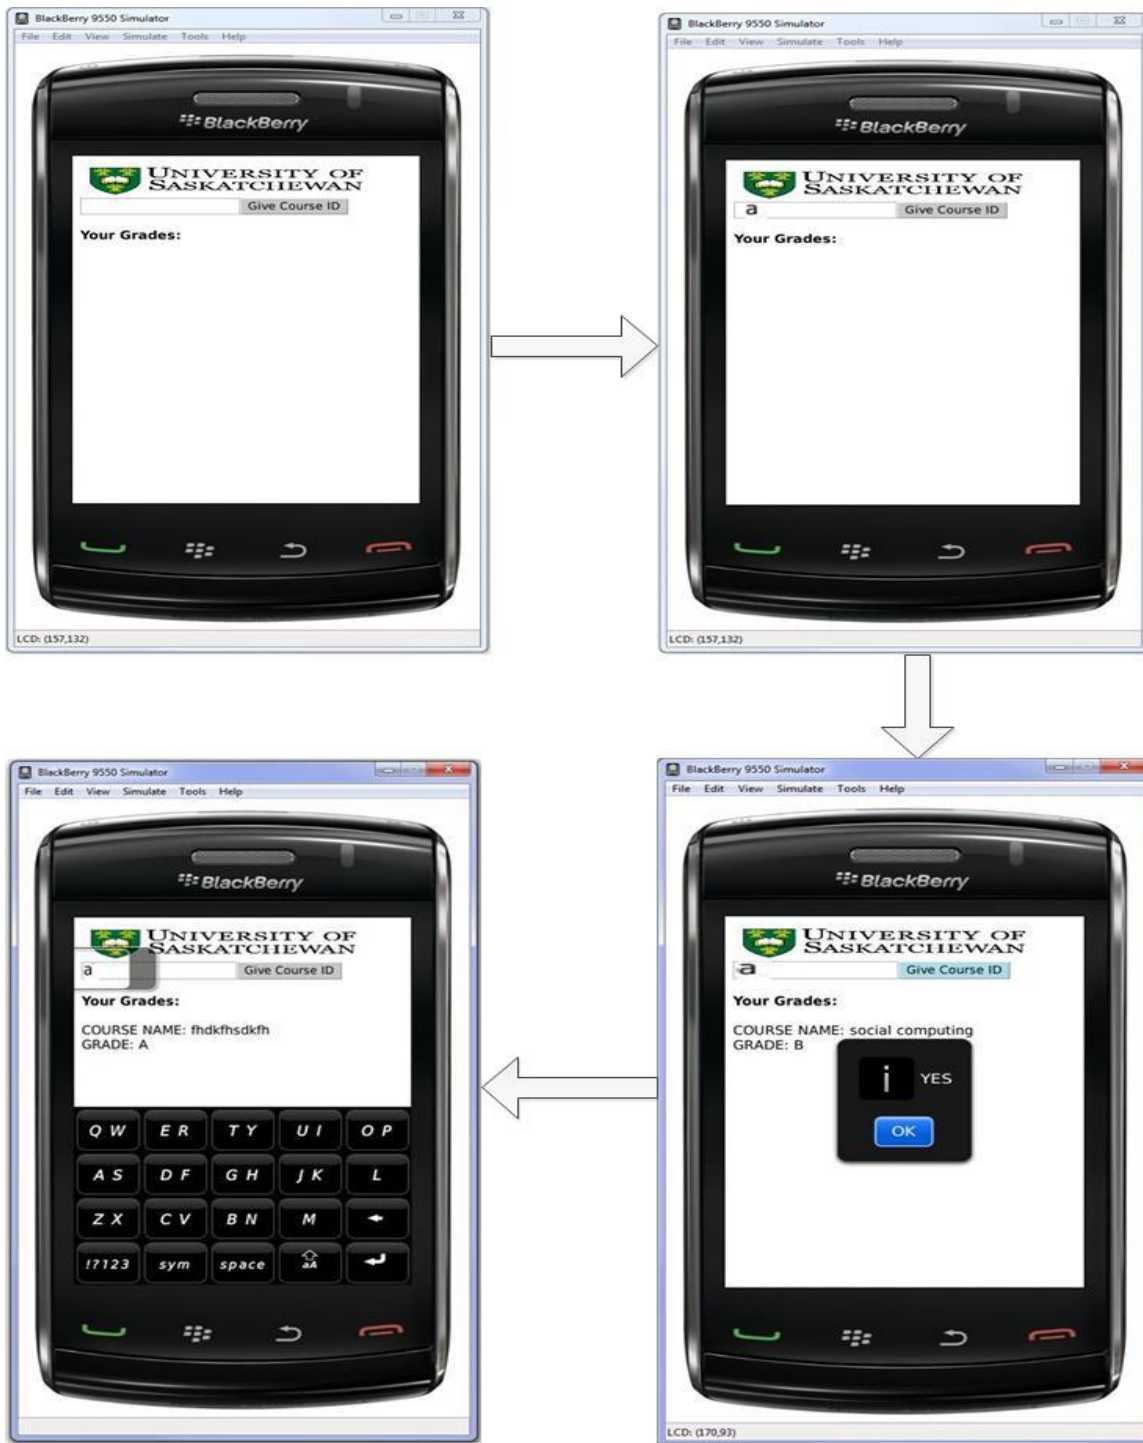 BlackBerry 9550 Simulator
File Edit View Simulate Tools Help
BlackBerry
UNIVERSITY OF
SASKATCHEWAN
Give Course ID
Your Grades:
LCD: (157,132)
BlackBerry 9550 Simulator
File Edit View Simulate Tools Help
BlackBerry
UNIVERSITY OF
SASKATCHEWAN
a Give Course ID
Your Grades:
LCD: (157,132)
BlackBerry 9550 Simulator
File Edit View Simulate Tools Help
BlackBerry
UNIVERSITY OF
SASKATCHEWAN
a Give Course ID
Your Grades:
COURSE NAME: social computing
GRADE: B
i YES
OK
LCD: (170,93)
BlackBerry 9550 Simulator
File Edit View Simulate Tools Help
BlackBerry
UNIVERSITY OF
SASKATCHEWAN
a Give Course ID
Your Grades:
COURSE NAME: fhdkfhsdkfh
GRADE: A
Q W E R T Y U I O P
A S D F G H J K L
Z X C V B N M
!?123 sym space aA